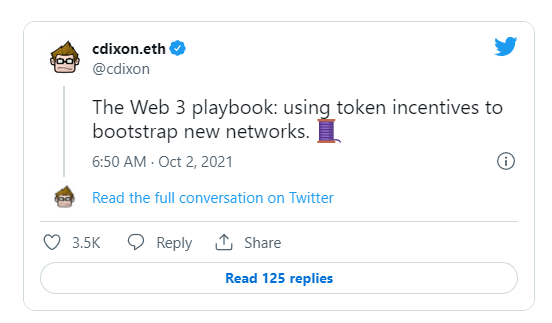 cdixon.eth
@cdixon
The Web 3 playbook: using token incentives to
bootstrap new networks.
6:50 AM · Oct 2, 2021
Read the full conversation on Twitter
3.5K Reply Share
Read 125 replies